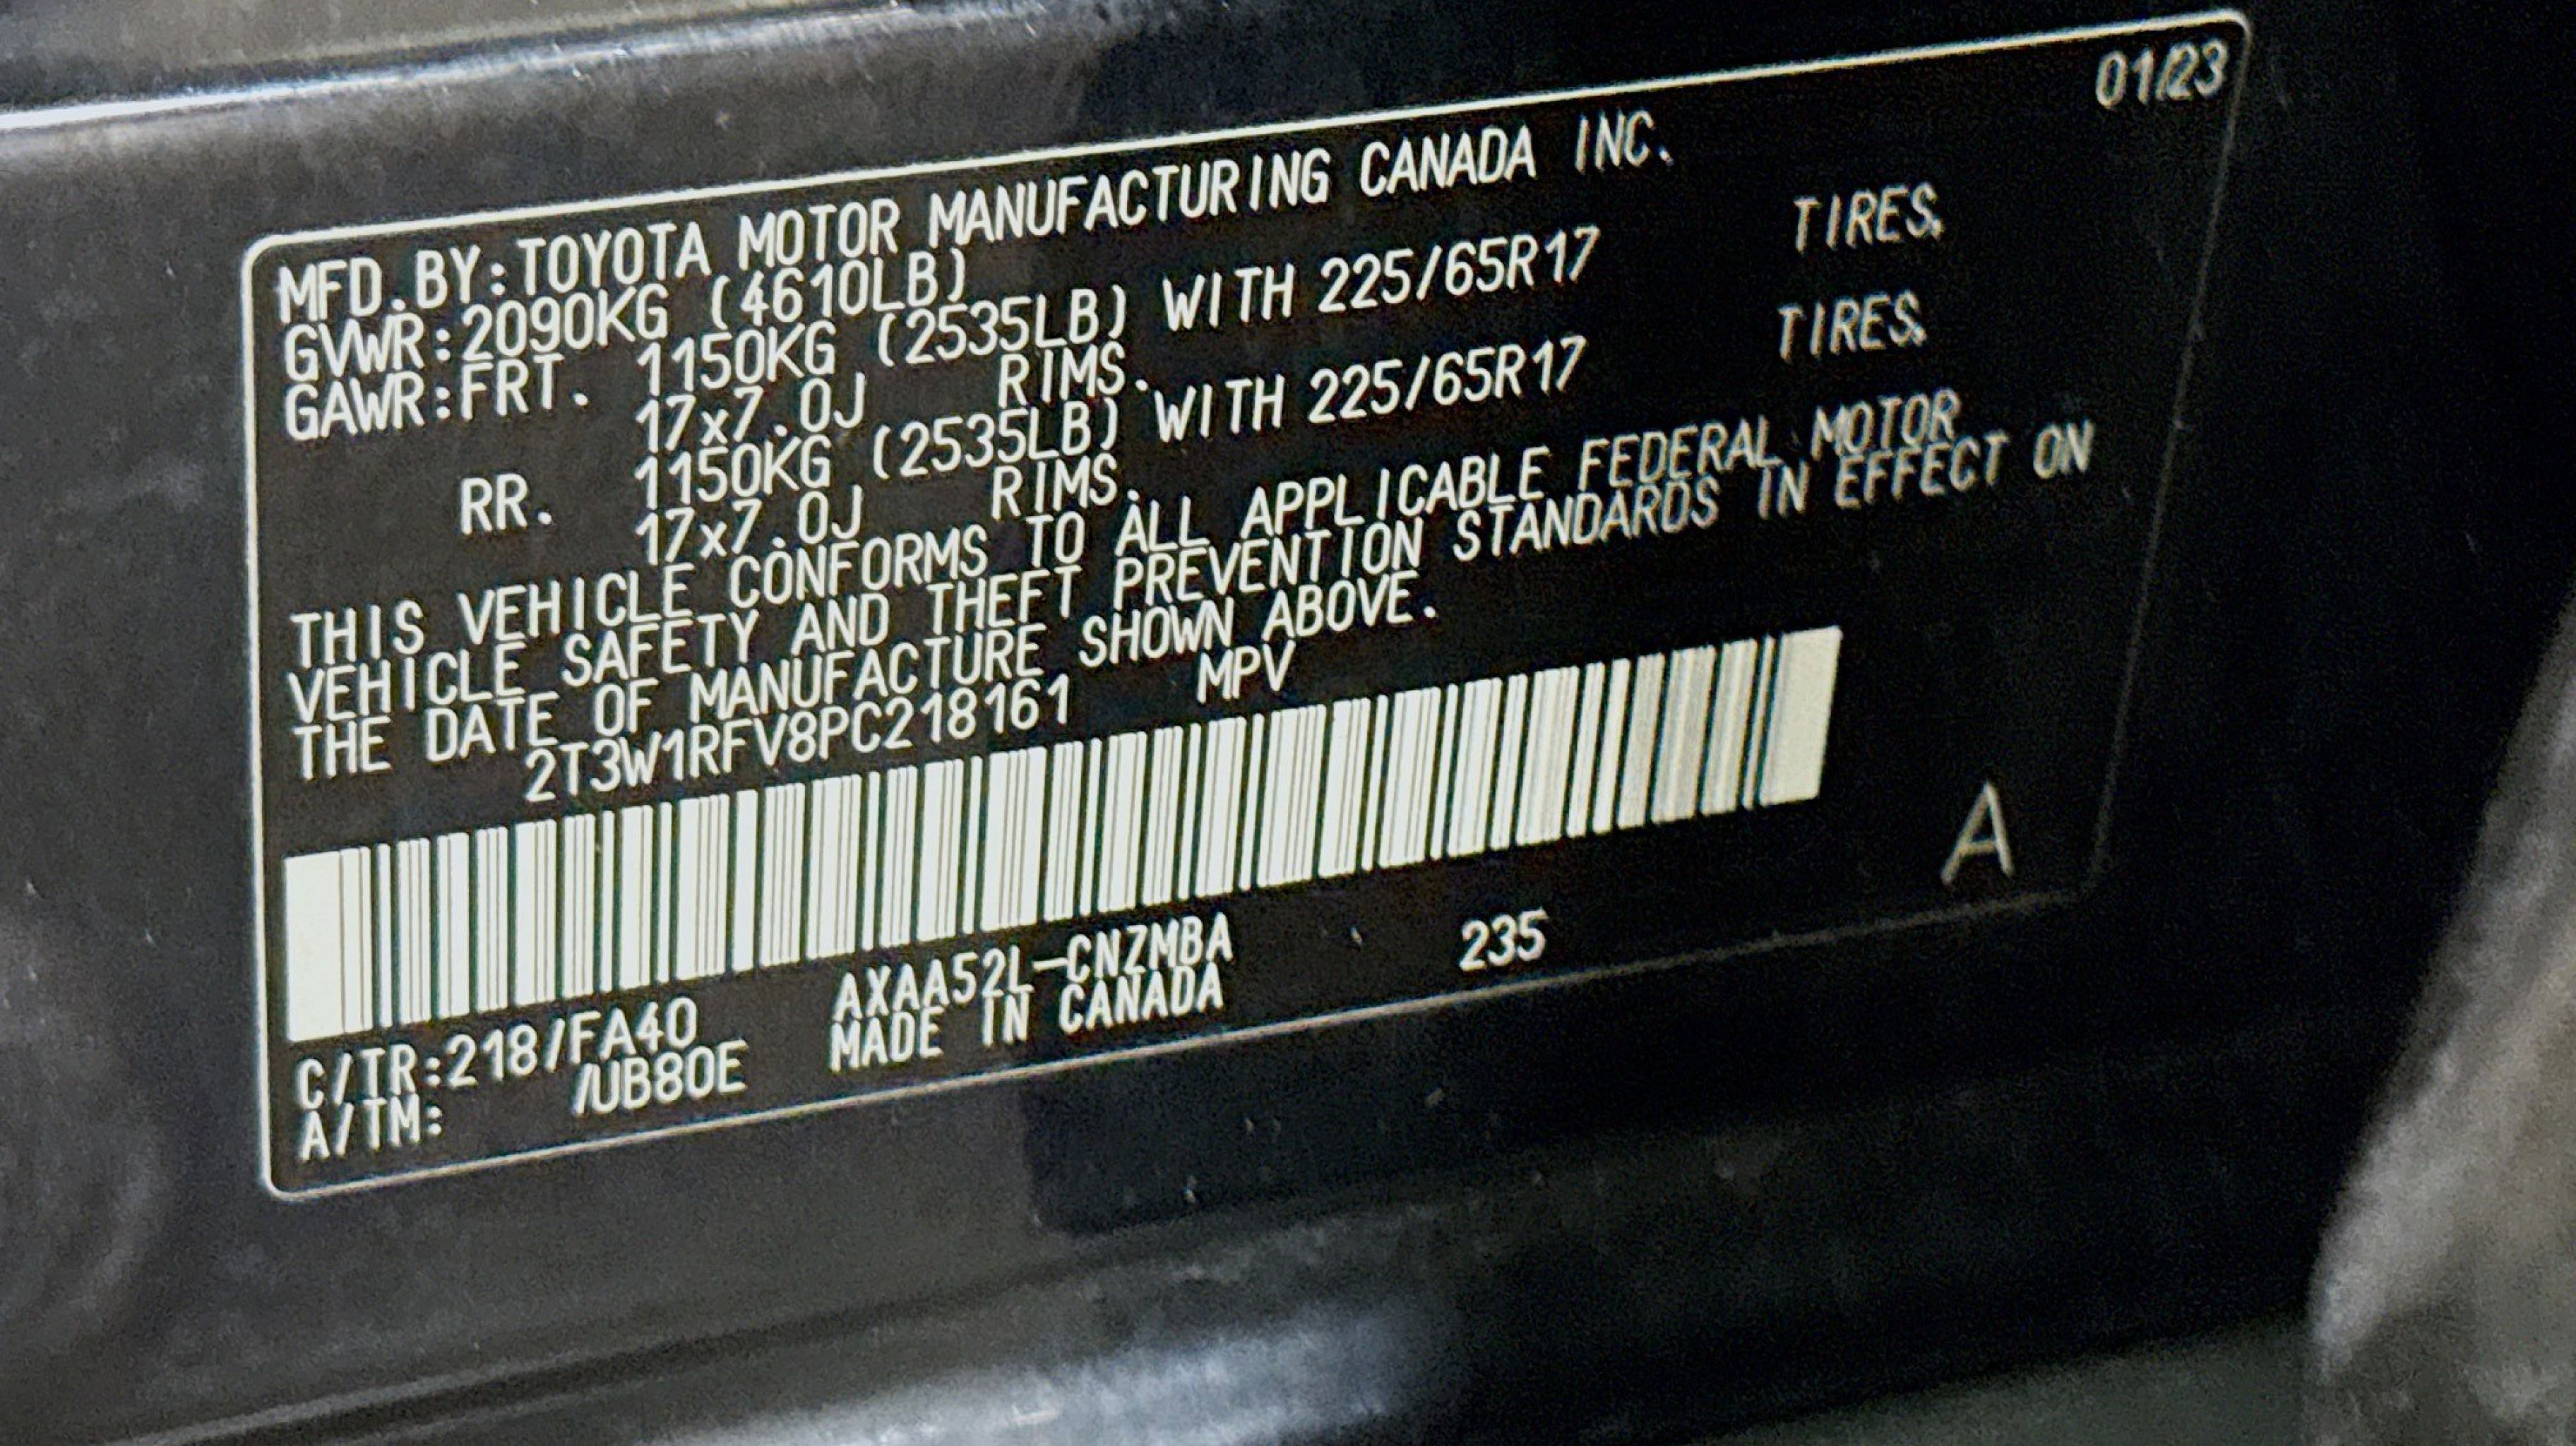 01/23
MFD.BY:TOYOTA MOTOR MANUFACTURING CANADA INC.
GVWR:2090KG (4610LB)
GAWR:FRT. 1150KG (2535LB) WITH 225/65R17 TIRES,
17x7.0J RIMS.
RR. 1150KG (2535LB) WITH 225/65R17 TIRES,
17x7.0J RIMS.
THIS VEHICLE CONFORMS TO ALL APPLICABLE FEDERAL MOTOR
VEHICLE SAFETY AND THEFT PREVENTION STANDARDS IN EFFECT ON
THE DATE OF MANUFACTURE SHOWN ABOVE.
2T3W1RFV8PC218161 MPV
A
C/TR:218/FA40 AXAA52L-CNZMBA 235
A/TM: /UB80E MADE IN CANADA